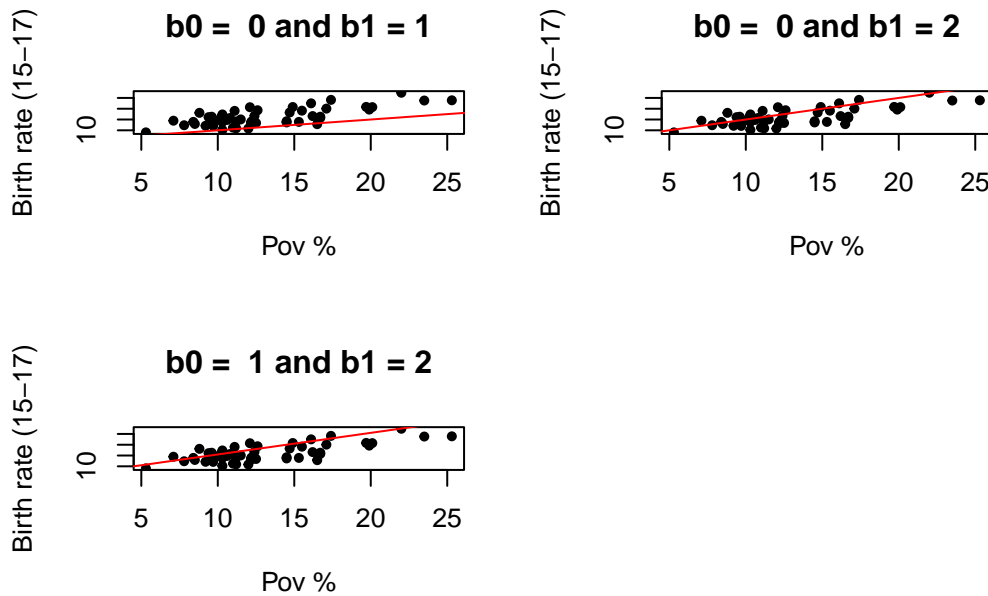 b0 =  0 and b1 = 1
Birth rate (15−17)
10
5 10 15 20 25
Pov %
b0 =  0 and b1 = 2
Birth rate (15−17)
10
5 10 15 20 25
Pov %
b0 =  1 and b1 = 2
Birth rate (15−17)
10
5 10 15 20 25
Pov %